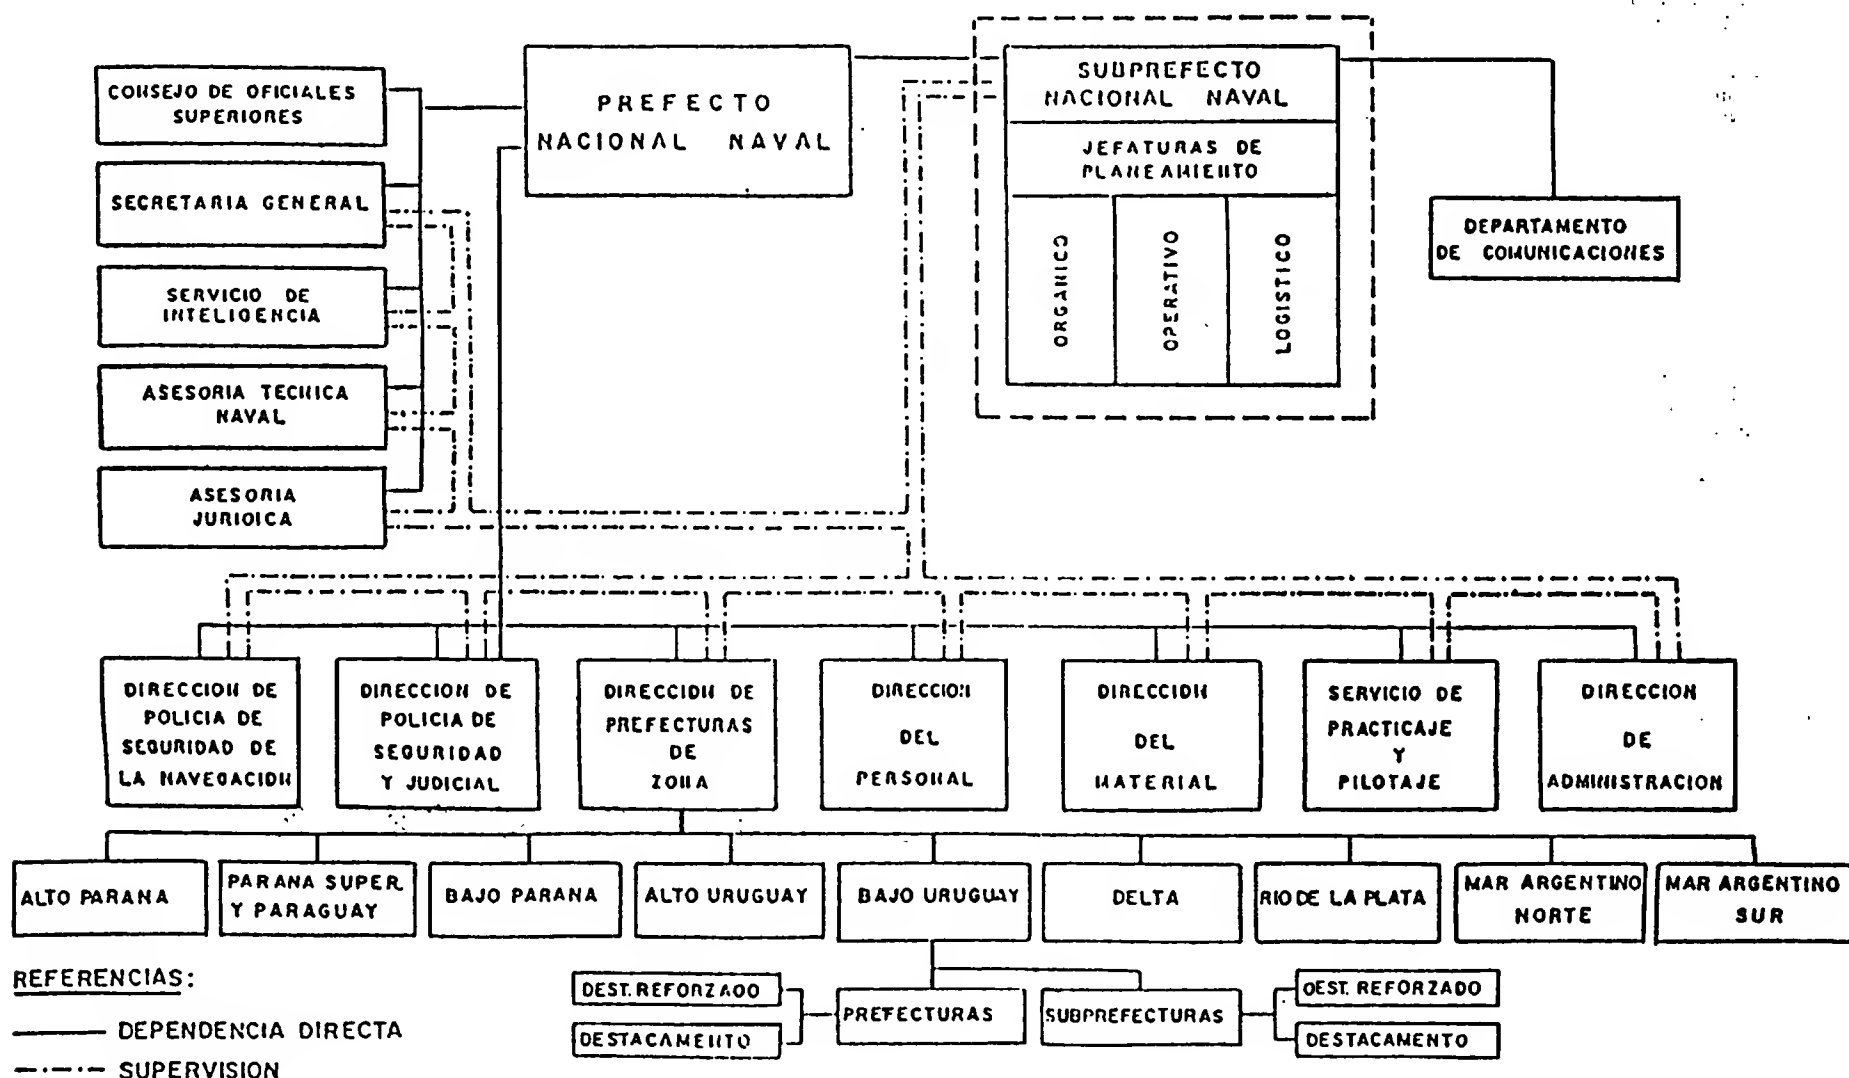 CONSEJO DE OFICIALES
SUPERIORES
SECRETARIA GENERAL
SERVICIO DE
INTELIGENCIA
ASESORIA TECNICA
NAVAL
ASESORIA
JURIDICA
PREFECTO
NACIONAL NAVAL
SUBPREFECTO
NACIONAL NAVAL
JEFATURAS DE
PLANEAMIENTO
ORGANICO
OPERATIVO
LOGISTICO
DEPARTAMENTO
DE COMUNICACIONES
DIRECCION DE
POLICIA DE
SEGURIDAD DE
LA NAVEGACION
DIRECCION DE
POLICIA DE
SEGURIDAD
Y JUDICIAL
DIRECCION DE
PREFECTURAS
DE
ZONA
DIRECCION
DEL
PERSONAL
DIRECCION
DEL
MATERIAL
SERVICIO DE
PRACTICAJE
Y
PILOTAJE
DIRECCION
DE
ADMINISTRACION
ALTO PARANA
PARANA SUPER.
Y PARAGUAY
BAJO PARANA
ALTO URUGUAY
BAJO URUGUAY
DELTA
RIO DE LA PLATA
MAR ARGENTINO
NORTE
MAR ARGENTINO
SUR
DEST. REFORZADO
DESTACAMENTO
PREFECTURAS
SUBPREFECTURAS
DEST. REFORZADO
DESTACAMENTO
REFERENCIAS:
DEPENDENCIA DIRECTA
SUPERVISION